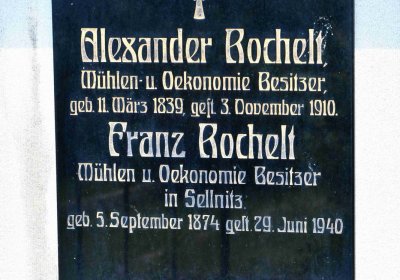 Alexander Rochelt,
Mühlen- u. Oekonomie Besitzer,
geb. 11. März 1839, gest. 3. November 1910.
Franz Rochelt
Mühlen u. Oekonomie Besitzer
in Sellnitz.
geb. 5. September 1874 gest. 29. Juni 1940